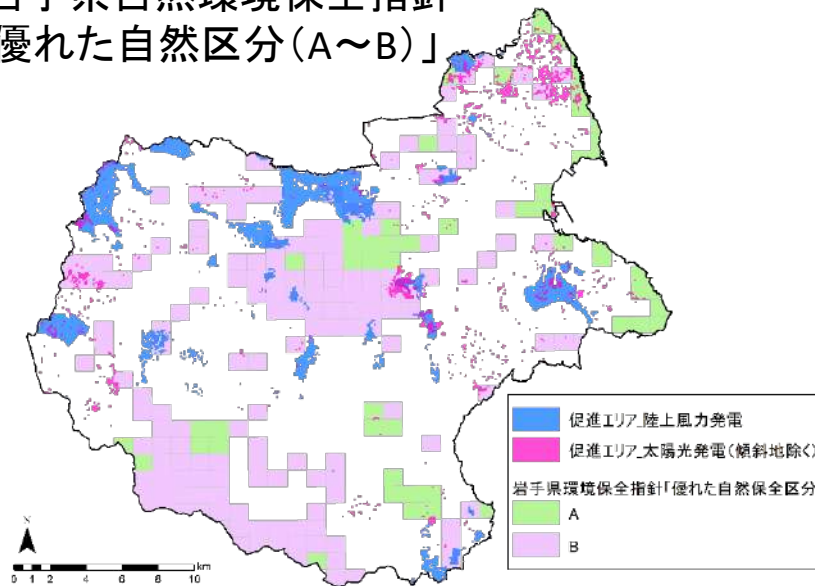 岩手県自然環境保全指針
優れた自然区分(A～B)」
促進エリア_陸上風力発電
促進エリア_太陽光発電(傾斜地除く)
岩手県環境保全指針「優れた自然保全区分
A
B
N
0 1 2 4 6 8 10 km